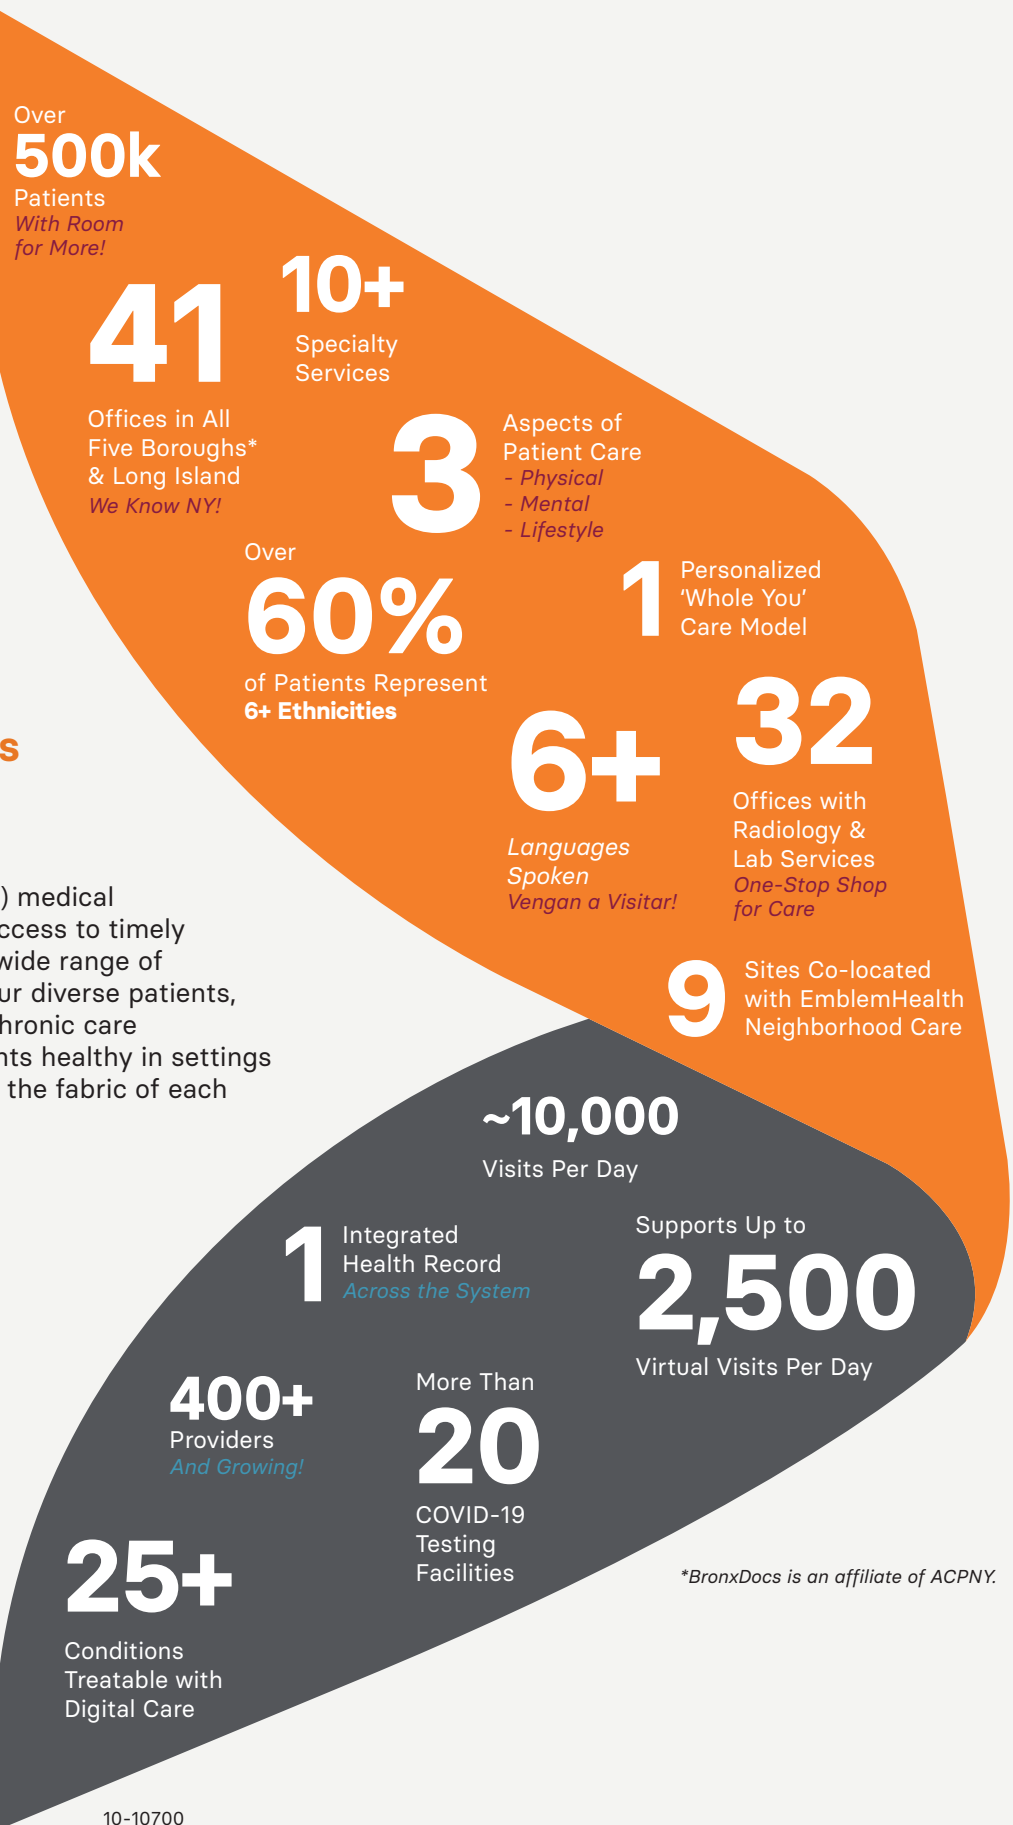 Over
500k
Patients
With Room
for More!
41
Offices in All
Five Boroughs*
& Long Island
We Know NY!
10+
Specialty
Services
3
Aspects of
Patient Care
- Physical
- Mental
- Lifestyle
Over
60%
of Patients Represent
6+ Ethnicities
1
Personalized
‘Whole You’
Care Model
6+
Languages
Spoken
Vengan a Visitar!
32
Offices with
Radiology &
Lab Services
One-Stop Shop
for Care
9
Sites Co-located
with EmblemHealth
Neighborhood Care
s
) medical
ccess to timely
wide range of
ur diverse patients,
hronic care
nts healthy in settings
the fabric of each
~10,000
Visits Per Day
1
Integrated
Health Record
Across the System
Supports Up to
2,500
Virtual Visits Per Day
400+
Providers
And Growing!
More Than
20
COVID-19
Testing
Facilities
25+
Conditions
Treatable with
Digital Care
*BronxDocs is an affiliate of ACPNY.
10-10700